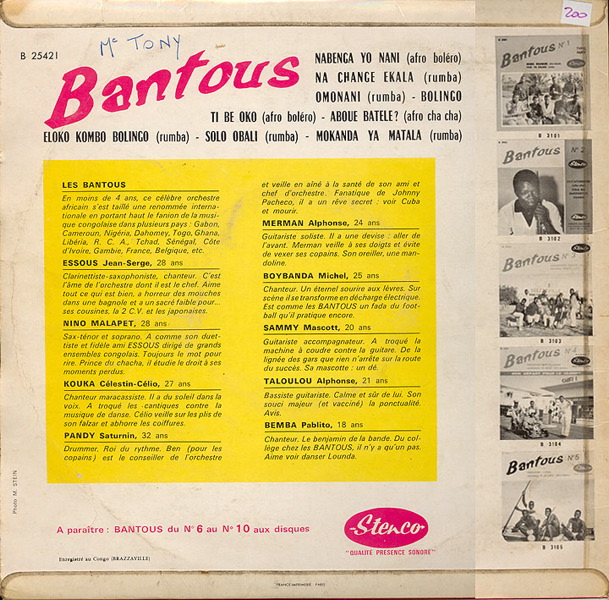 B 25421
Mc TONY
200
Bantous
NABENGA YO NANI (afro boléro)
NA CHANGE EKALA (rumba)
OMONANI (rumba) - BOLINGO
TI BE OKO (afro boléro) - ABOUE BATELE? (afro cha cha)
ELOKO KOMBO BOLINGO (rumba) - SOLO OBALI (rumba) - MOKANDA YA MATALA (rumba)
LES BANTOUS
En moins de 4 ans, ce célèbre orchestre
africain s'est taillé une renommée interna-
tionale en portant haut le fanion de la musi-
que congolaise dans plusieurs pays : Gabon,
Cameroun, Nigéria, Dahomey, Togo, Ghana,
Libéria, R. C. A., Tchad, Sénégal, Côte
d'Ivoire, Gambie, France, Belgique, etc.
ESSOUS Jean-Serge, 28 ans
Clarinettiste-saxophoniste, chanteur. C'est
l'âme de l'orchestre dont il est le chef. Aime
tout ce qui est bien, a horreur des mouches
dans une bagnole et a un sacré faible pour...
ses cousines, la 2 C.V. et les japonaises.
NINO MALAPET, 28 ans
Sax-ténor et soprano. A comme son duet-
tiste et fidèle ami ESSOUS dirigé de grands
ensembles congolais. Toujours le mot pour
rire. Prince du chacha, il étudie le droit à ses
moments perdus.
KOUKA Célestin-Célio, 27 ans
Chanteur maracassiste. Il a du soleil dans la
voix. A troqué les cantiques contre la
musique de danse. Célio veille sur les plis de
son falzar et abhorre les coiffures.
PANDY Saturnin, 32 ans
Drummer. Roi du rythme. Ben (pour les
copains) est le conseiller de l'orchestre
et veille en aîné à la santé de son ami et
chef d'orchestre. Fanatique de Johnny
Pacheco, il a un rêve secret : voir Cuba
et mourir.
MERMAN Alphonse, 24 ans
Guitariste soliste. Il a une devise : aller de
l'avant. Merman veille à ses doigts et évite
de vexer ses copains. Son oreiller, une man-
doline.
BOYBANDA Michel, 25 ans
Chanteur. Un éternel sourire aux lèvres. Sur
scène il se transforme en décharge électrique.
Est comme les BANTOUS un fada du foot-
ball qu'il pratique encore.
SAMMY Mascott, 20 ans
Guitariste accompagnateur. A troqué la
machine à coudre contre la guitare. De la
lignée des gars que rien n'arrête sur la route
du succès. Sa mascotte : un dé.
TALOULOU Alphonse, 21 ans
Bassiste guitariste. Calme et sûr de lui. Son
souci majeur (et vacciné) la ponctualité.
Avis.
BEMBA Pablito, 18 ans
Chanteur. Le benjamin de la bande. Du col-
lège chez les BANTOUS, il n'y a qu'un pas.
Aime voir danser Lounda.
A paraître : BANTOUS du N° 6 au N° 10 aux disques
Stenco
"QUALITÉ PRESENCE SONORE"
Photo M. STEIN
Enregistré au Congo (BRAZZAVILLE)
FRANCE IMPRIMERIE - PARIS
Bantous N° 1
B 3101
Bantous N° 2
Stenco
B 3102
Bantous N° 3
B 3103
Bantous N° 4
B 3104
Bantous N° 5
B 3105